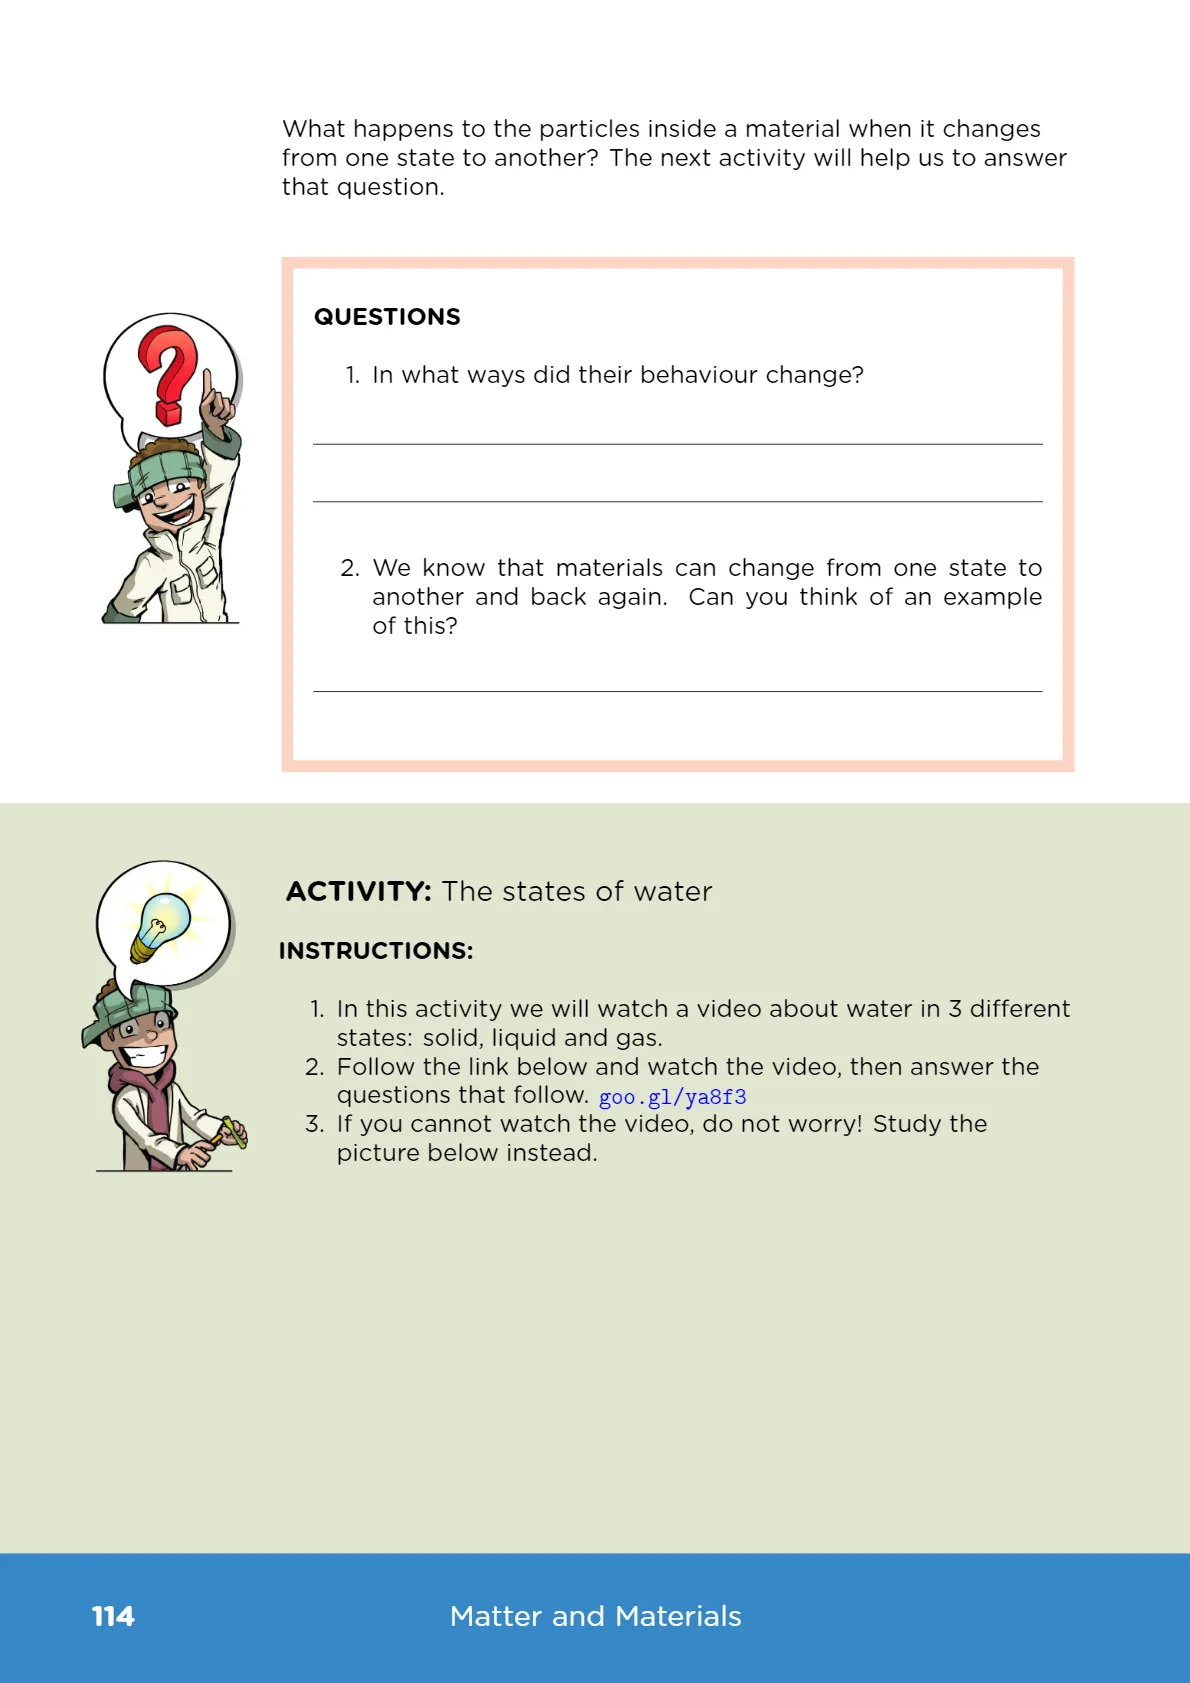 What happens to the particles inside a material when it changes
from one state to another? The next activity will help us to answer
that question.
QUESTIONS
1. In what ways did their behaviour change?
2. We know that materials can change from one state to
another and back again. Can you think of an example
of this?
ACTIVITY: The states of water
INSTRUCTIONS:
1. In this activity we will watch a video about water in 3 different
states: solid, liquid and gas.
2. Follow the link below and watch the video, then answer the
questions that follow. goo.gl/ya8f3
3. If you cannot watch the video, do not worry! Study the
picture below instead.
114 Matter and Materials